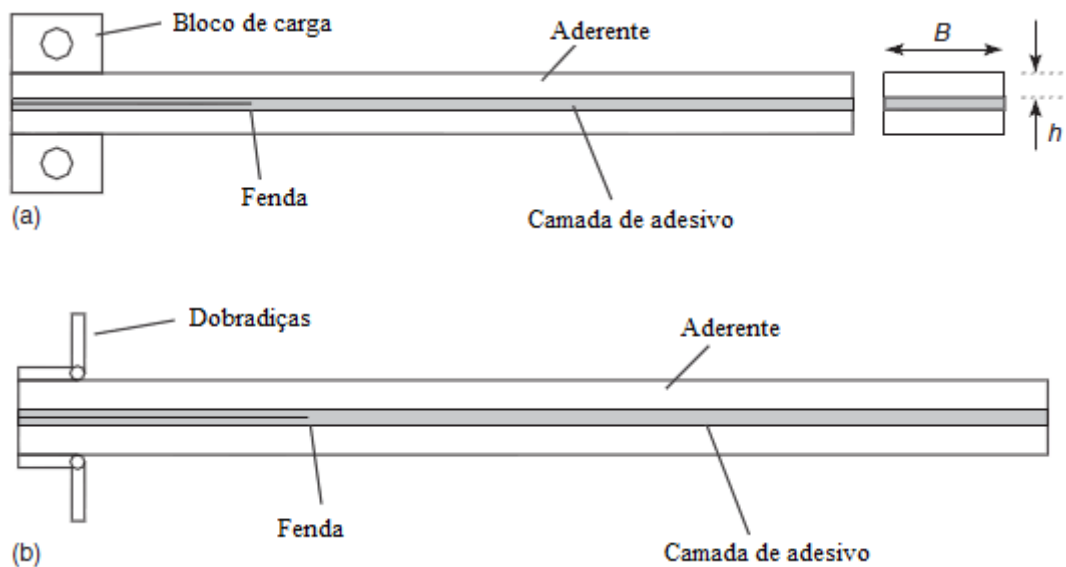 Bloco de carga
Aderente
B
h
Fenda
Camada de adesivo
(a)
Dobradiças
Aderente
Fenda
Camada de adesivo
(b)